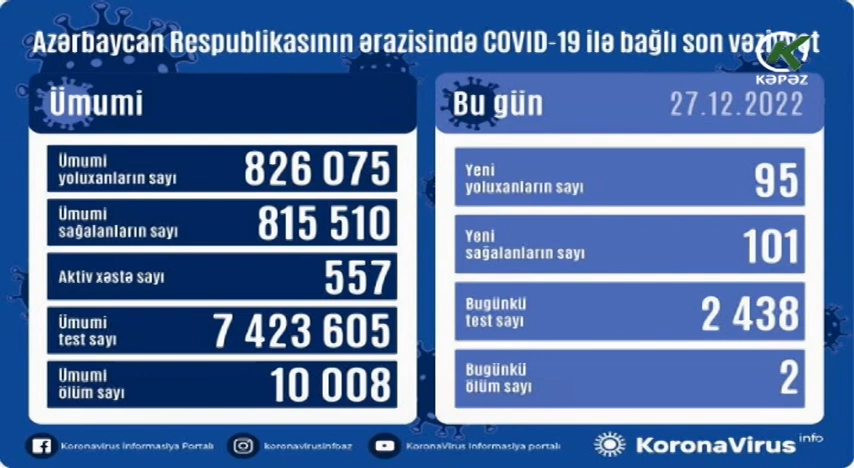 Azərbaycan Respublikasının ərazisində COVID-19 ilə bağlı son vəziyyət
KƏPƏZ
Ümumi
Ümumi
yoluxanların sayı
826 075
Ümumi
sağalanların sayı
815 510
Aktiv xəstə sayı
557
Ümumi
test sayı
7 423 605
Ümumi
ölüm sayı
10 008
Bu gün
27.12.2022
Yeni
yoluxanların sayı
95
Yeni
sağalanların sayı
101
Bugünkü
test sayı
2 438
Bugünkü
ölüm sayı
2
Koronavirus İnformasiya Portalı
koronavirusinfoaz
KoronaVirus informasiya portalı
KoronaVirus info